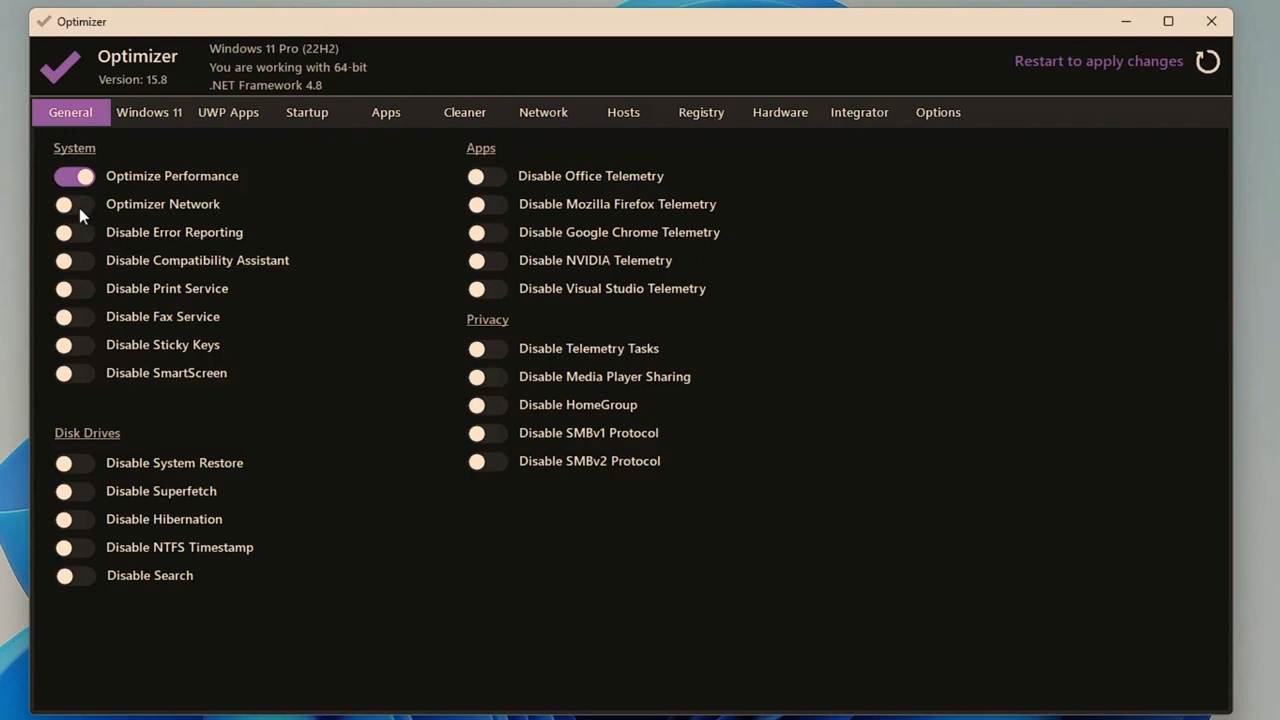 Optimizer
Optimizer
Version: 15.8
Windows 11 Pro (22H2)
You are working with 64-bit
.NET Framework 4.8
Restart to apply changes
General
Windows 11
UWP Apps
Startup
Apps
Cleaner
Network
Hosts
Registry
Hardware
Integrator
Options
System
Optimize Performance
Optimizer Network
Disable Error Reporting
Disable Compatibility Assistant
Disable Print Service
Disable Fax Service
Disable Sticky Keys
Disable SmartScreen
Disk Drives
Disable System Restore
Disable Superfetch
Disable Hibernation
Disable NTFS Timestamp
Disable Search
Apps
Disable Office Telemetry
Disable Mozilla Firefox Telemetry
Disable Google Chrome Telemetry
Disable NVIDIA Telemetry
Disable Visual Studio Telemetry
Privacy
Disable Telemetry Tasks
Disable Media Player Sharing
Disable HomeGroup
Disable SMBv1 Protocol
Disable SMBv2 Protocol